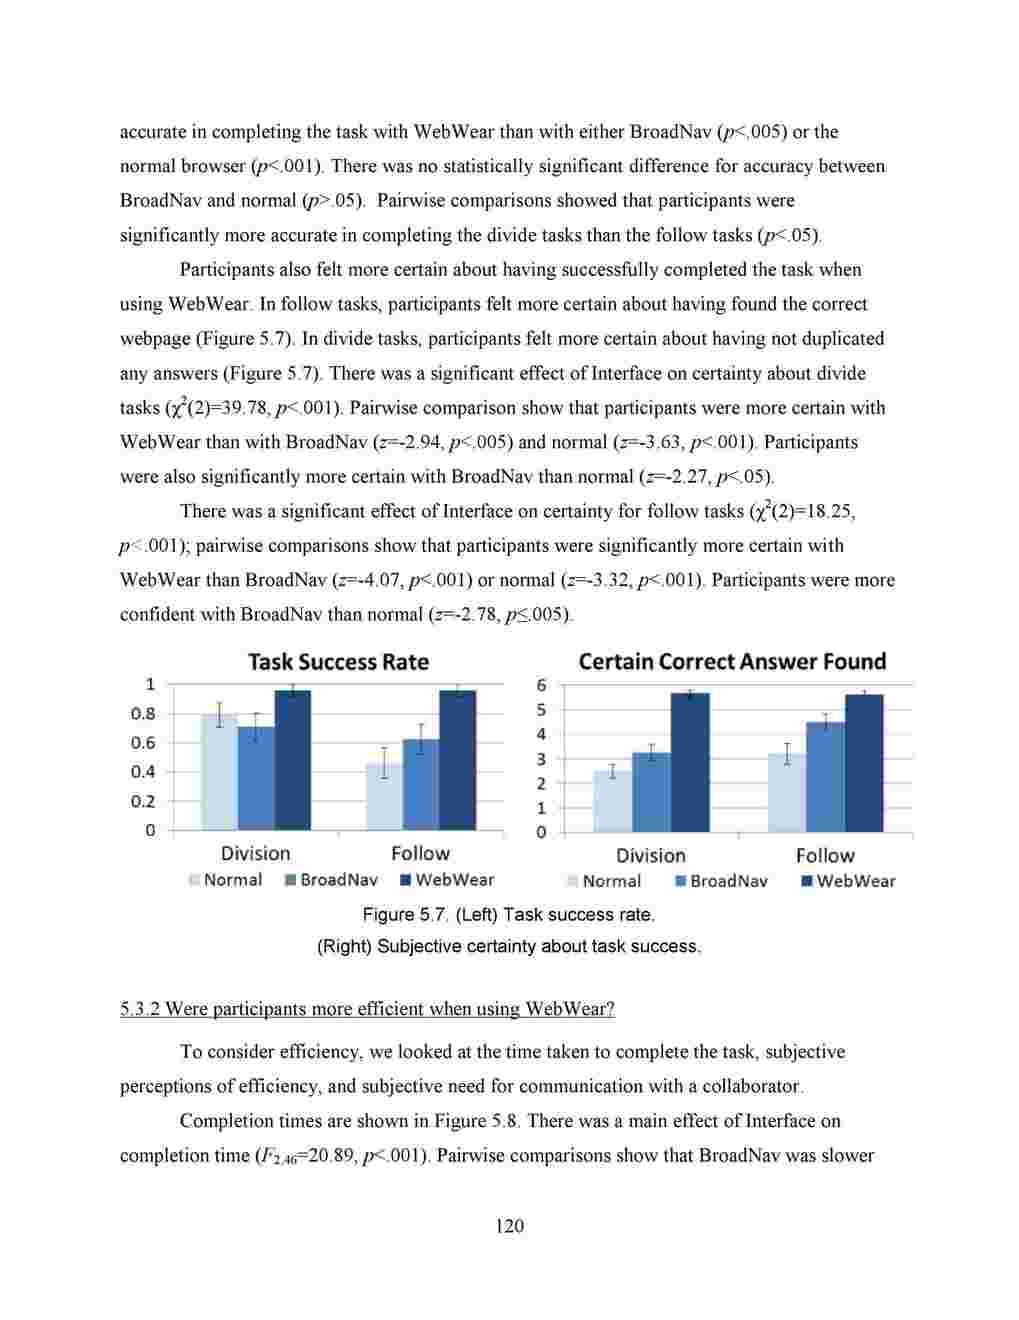 accurate in completing the task with WebWear than with either BroadNav (p<.005) or the
normal browser (p<.001). There was no statistically significant difference for accuracy between
BroadNav and normal (p>.05).  Pairwise comparisons showed that participants were
significantly more accurate in completing the divide tasks than the follow tasks (p<.05).
Participants also felt more certain about having successfully completed the task when
using WebWear. In follow tasks, participants felt more certain about having found the correct
webpage (Figure 5.7). In divide tasks, participants felt more certain about having not duplicated
any answers (Figure 5.7). There was a significant effect of Interface on certainty about divide
tasks (χ²(2)=39.78, p<.001). Pairwise comparison show that participants were more certain with
WebWear than with BroadNav (z=-2.94, p<.005) and normal (z=-3.63, p<.001). Participants
were also significantly more certain with BroadNav than normal (z=-2.27, p<.05).
There was a significant effect of Interface on certainty for follow tasks (χ²(2)=18.25,
p<.001); pairwise comparisons show that participants were significantly more certain with
WebWear than BroadNav (z=-4.07, p<.001) or normal (z=-3.32, p<.001). Participants were more
confident with BroadNav than normal (z=-2.78, p≤.005).
Task Success Rate
1
0.8
0.6
0.4
0.2
0
Division Follow
Normal BroadNav WebWear
Certain Correct Answer Found
6
5
4
3
2
1
0
Division Follow
Normal BroadNav WebWear
Figure 5.7. (Left) Task success rate.
(Right) Subjective certainty about task success.
5.3.2 Were participants more efficient when using WebWear?
To consider efficiency, we looked at the time taken to complete the task, subjective
perceptions of efficiency, and subjective need for communication with a collaborator.
Completion times are shown in Figure 5.8. There was a main effect of Interface on
completion time (F2,46=20.89, p<.001). Pairwise comparisons show that BroadNav was slower
120